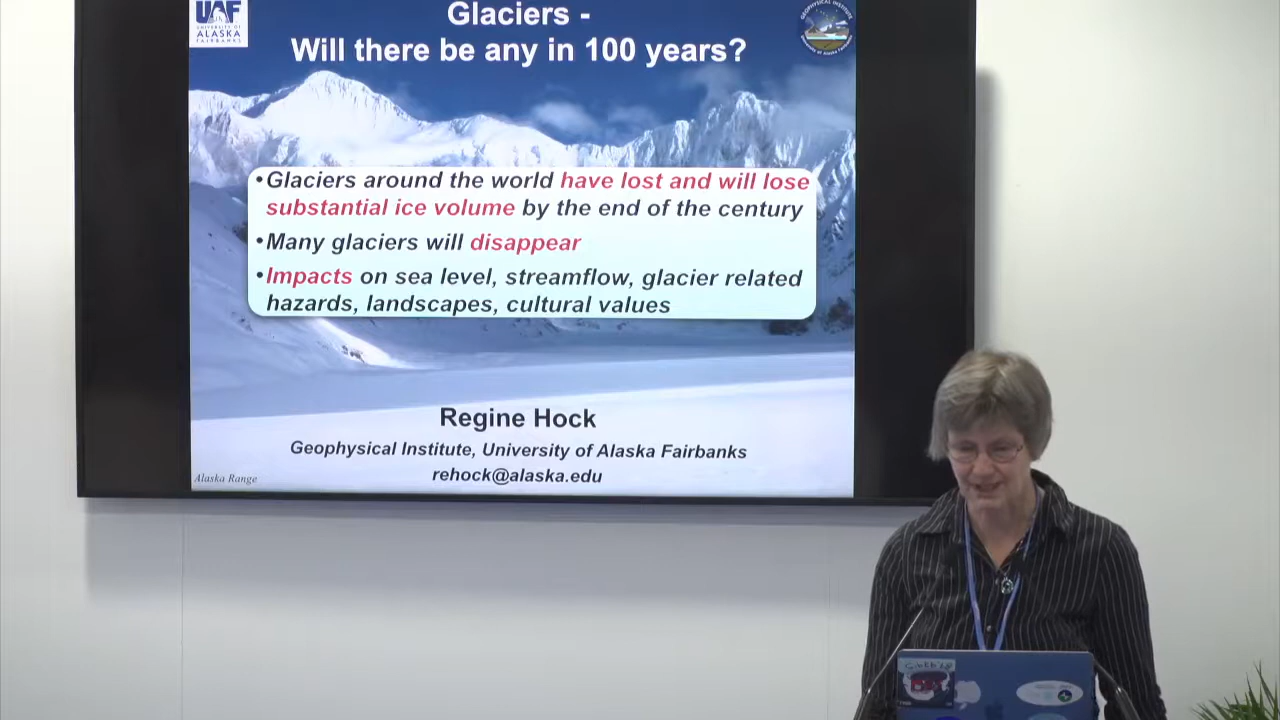 UAF
UNIVERSITY OF
ALASKA
FAIRBANKS
Glaciers -
Will there be any in 100 years?
•Glaciers around the world have lost and will lose
substantial ice volume by the end of the century
•Many glaciers will disappear
•Impacts on sea level, streamflow, glacier related
hazards, landscapes, cultural values
Regine Hock
Geophysical Institute, University of Alaska Fairbanks
rehock@alaska.edu
Alaska Range